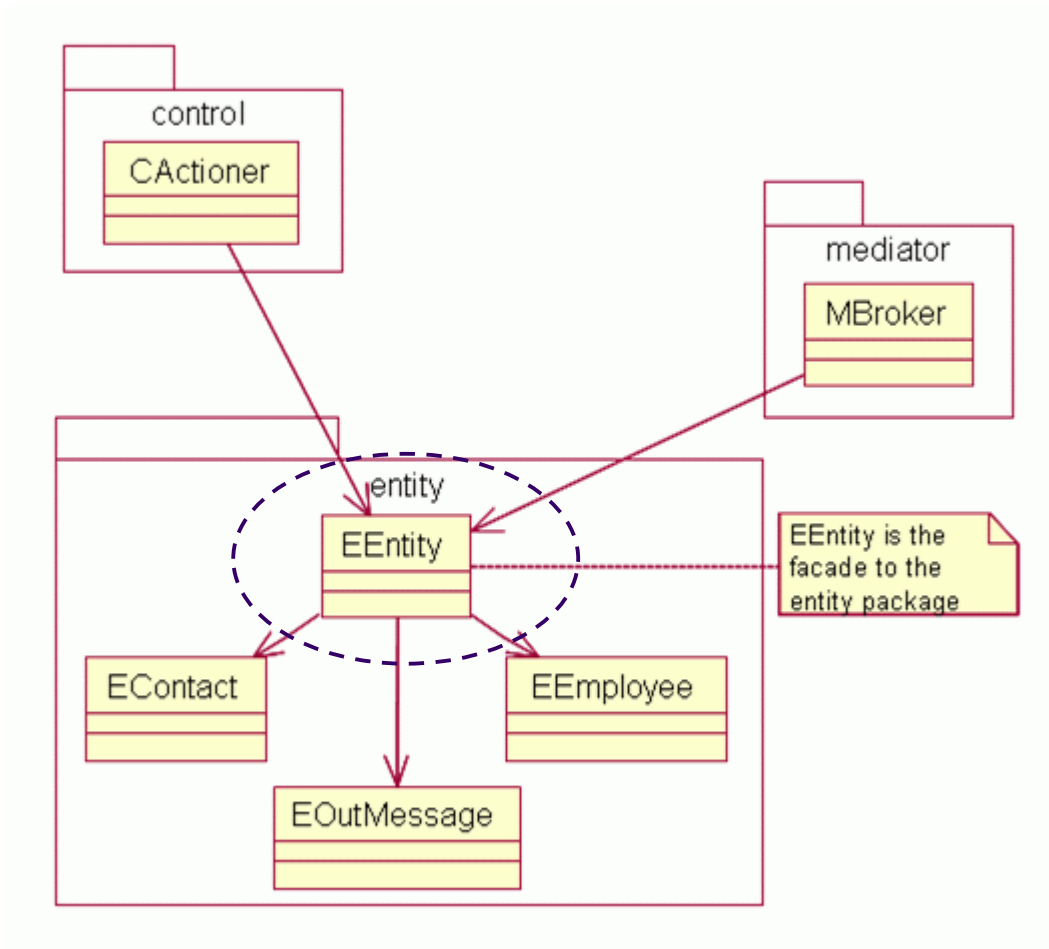 control
CActioner
mediator
MBroker
entity
EEntity
EEntity is the
facade to the
entity package
EContact
EEmployee
EOutMessage